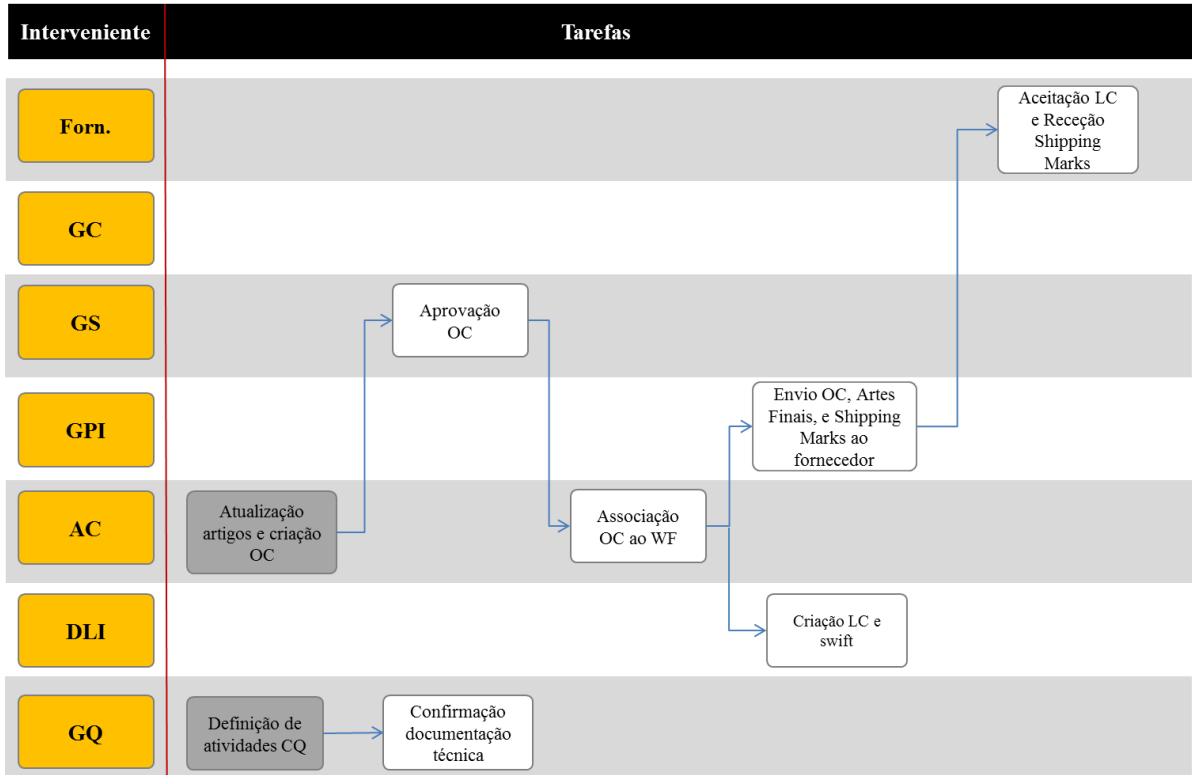 Interveniente
Tarefas
Forn.
Aceitação LC
e Receção
Shipping
Marks
GC
GS
Aprovação
OC
GPI
Envio OC, Artes
Finais, e Shipping
Marks ao
fornecedor
AC
Atualização
artigos e criação
OC
Associação
OC ao WF
DLI
Criação LC e
swift
GQ
Definição de
atividades CQ
Confirmação
documentação
técnica